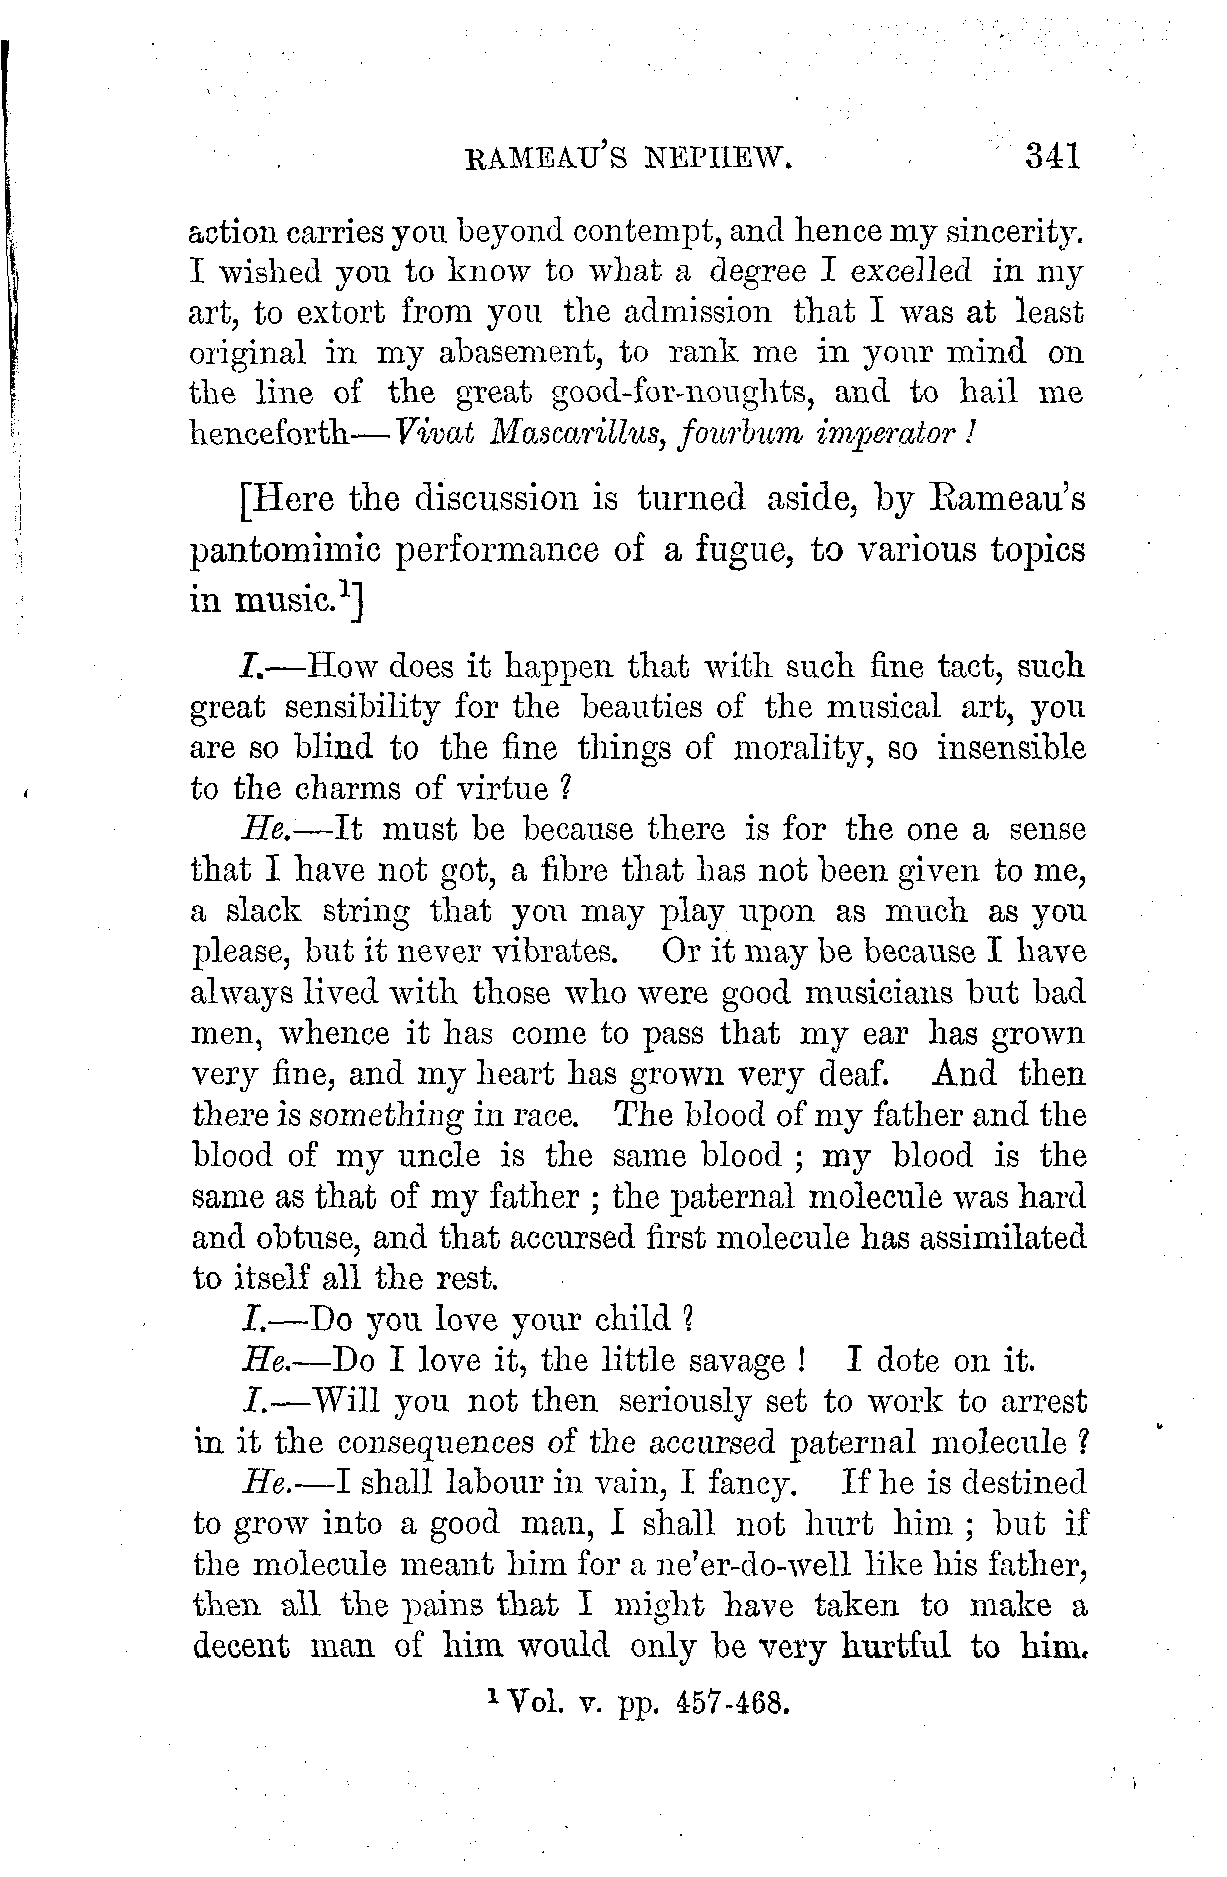 RAMEAU'S NEPHEW. 341
action carries you beyond contempt, and hence my sincerity.
I wished you to know to what a degree I excelled in my
art, to extort from you the admission that I was at least
original in my abasement, to rank me in your mind on
the line of the great good-for-noughts, and to hail me
henceforth—Vivat Mascarillus, fourbum imperator !
[Here the discussion is turned aside, by Rameau's
pantomimic performance of a fugue, to various topics
in music.¹]
I.—How does it happen that with such fine tact, such
great sensibility for the beauties of the musical art, you
are so blind to the fine things of morality, so insensible
to the charms of virtue ?
He.—It must be because there is for the one a sense
that I have not got, a fibre that has not been given to me,
a slack string that you may play upon as much as you
please, but it never vibrates. Or it may be because I have
always lived with those who were good musicians but bad
men, whence it has come to pass that my ear has grown
very fine, and my heart has grown very deaf. And then
there is something in race. The blood of my father and the
blood of my uncle is the same blood ; my blood is the
same as that of my father ; the paternal molecule was hard
and obtuse, and that accursed first molecule has assimilated
to itself all the rest.
I.—Do you love your child ?
He.—Do I love it, the little savage ! I dote on it.
I.—Will you not then seriously set to work to arrest
in it the consequences of the accursed paternal molecule ?
He.—I shall labour in vain, I fancy. If he is destined
to grow into a good man, I shall not hurt him ; but if
the molecule meant him for a ne'er-do-well like his father,
then all the pains that I might have taken to make a
decent man of him would only be very hurtful to him.
¹ Vol. v. pp. 457-468.